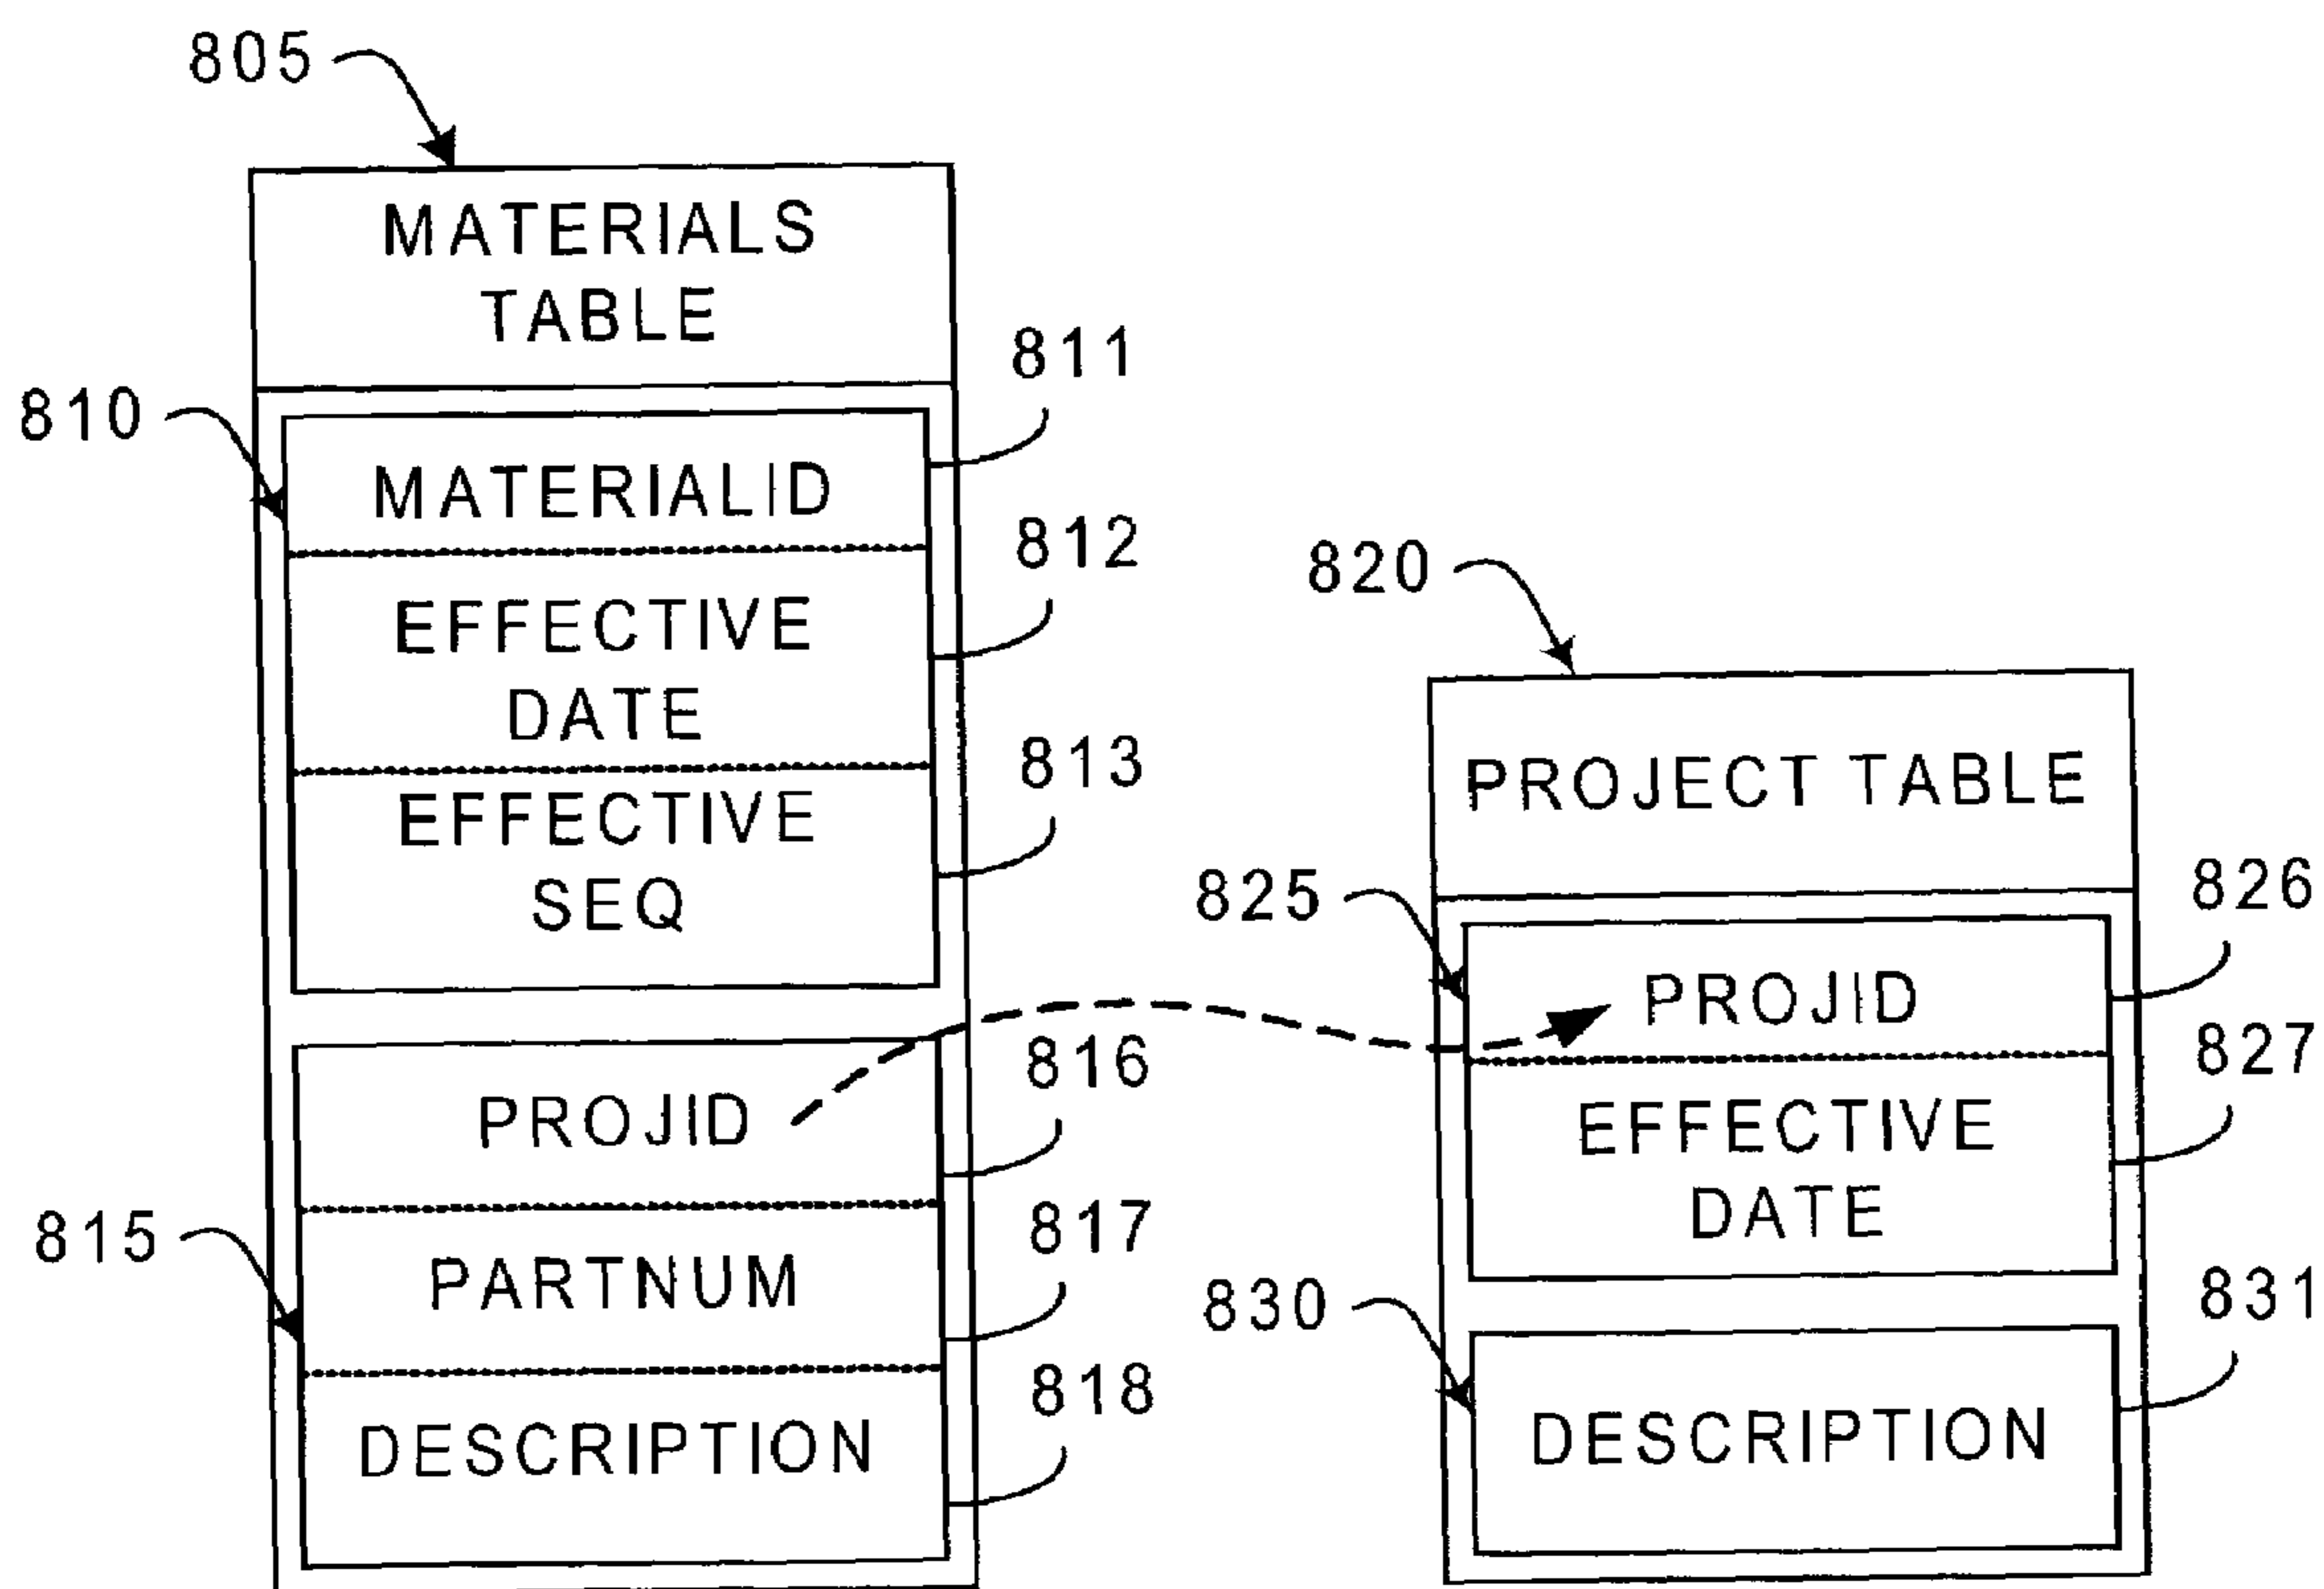 805
MATERIALS
TABLE
811
810
MATERIALID
812
EFFECTIVE
DATE
813
EFFECTIVE
SEQ
816
PROJID
817
815
PARTNUM
818
DESCRIPTION
820
PROJECT TABLE
826
825
PROJID
827
EFFECTIVE
DATE
831
830
DESCRIPTION